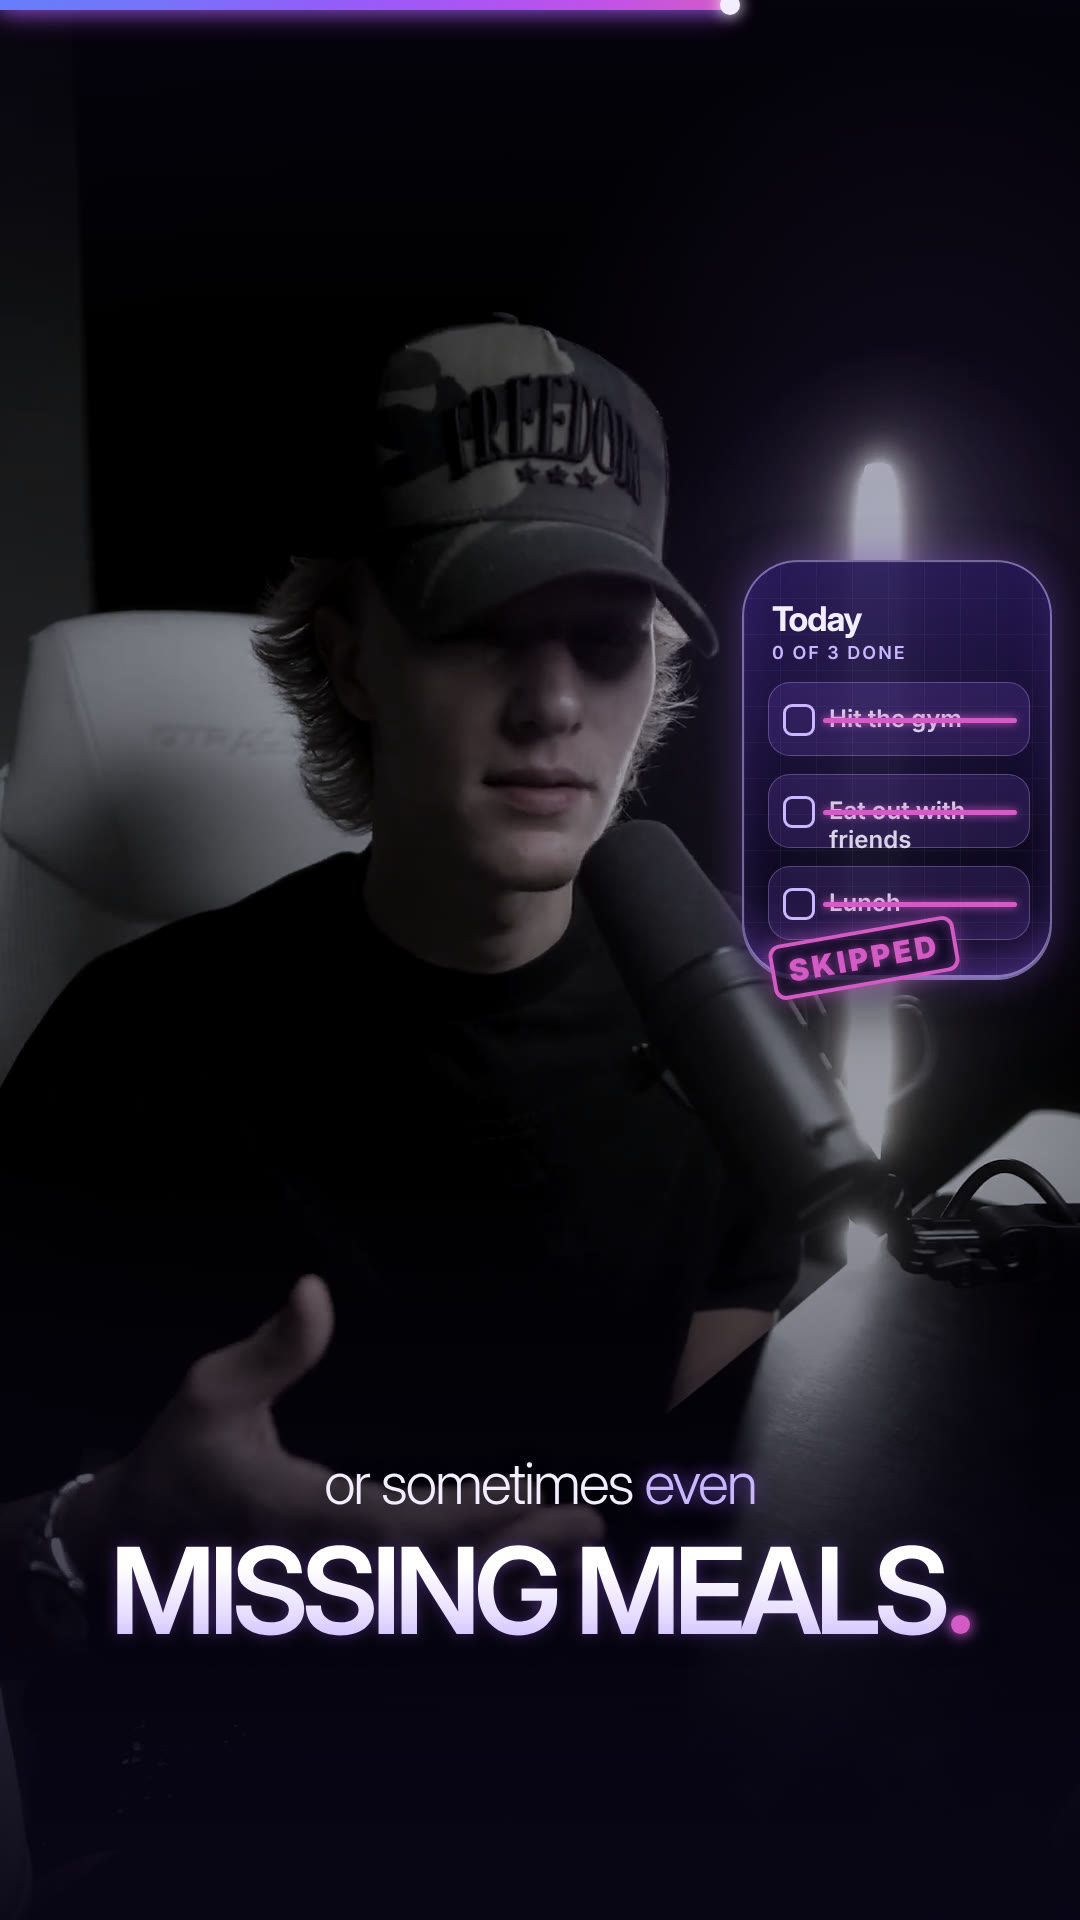 FREEDOM
Today
0 OF 3 DONE
Hit the gym
Eat out with
friends
Lunch
SKIPPED
or sometimes even
MISSING MEALS.